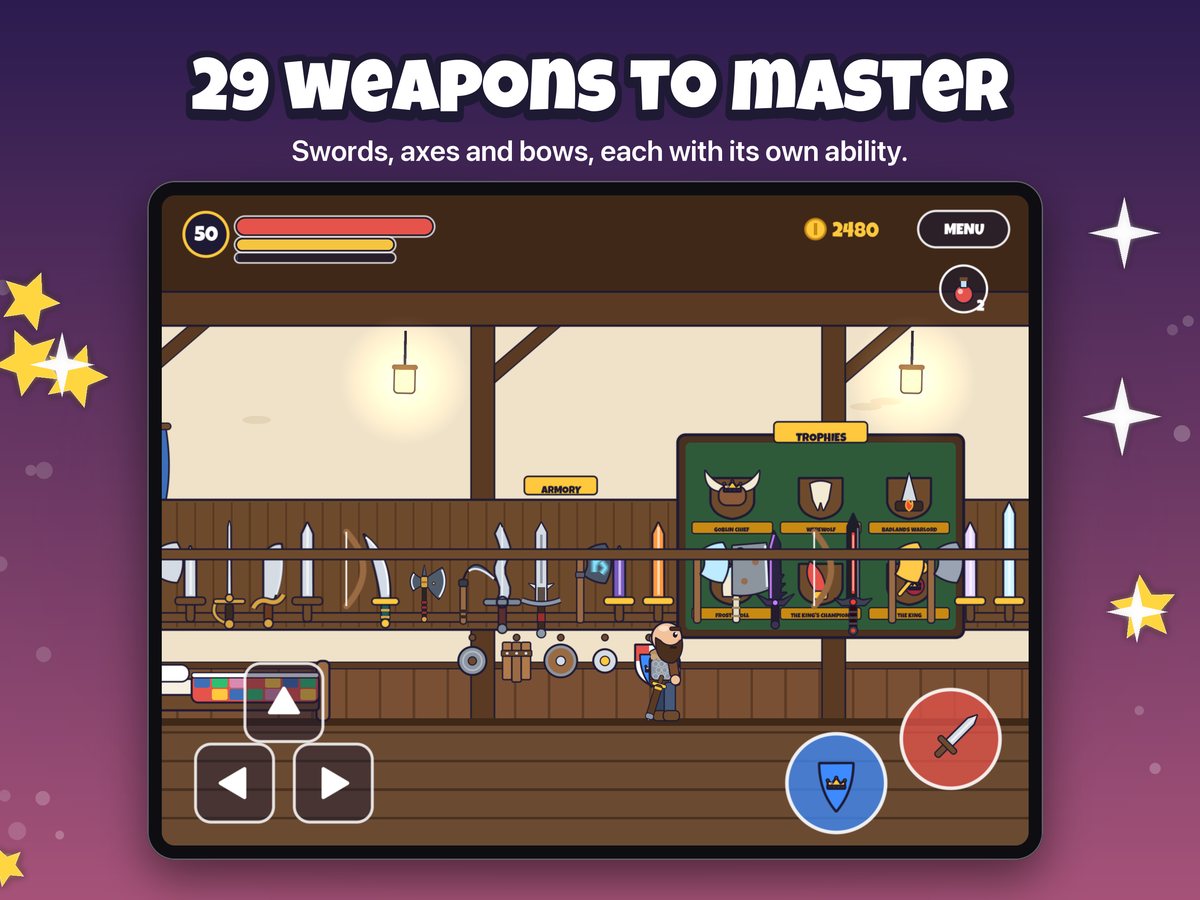 29 WEAPONS TO MASTER
Swords, axes and bows, each with its own ability.
50
2480
MENU
2
TROPHIES
ARMORY
GOBLIN CHIEF
WEREWOLF
BADLANDS WARLORD
THE KING'S CHAMPION
THE KING